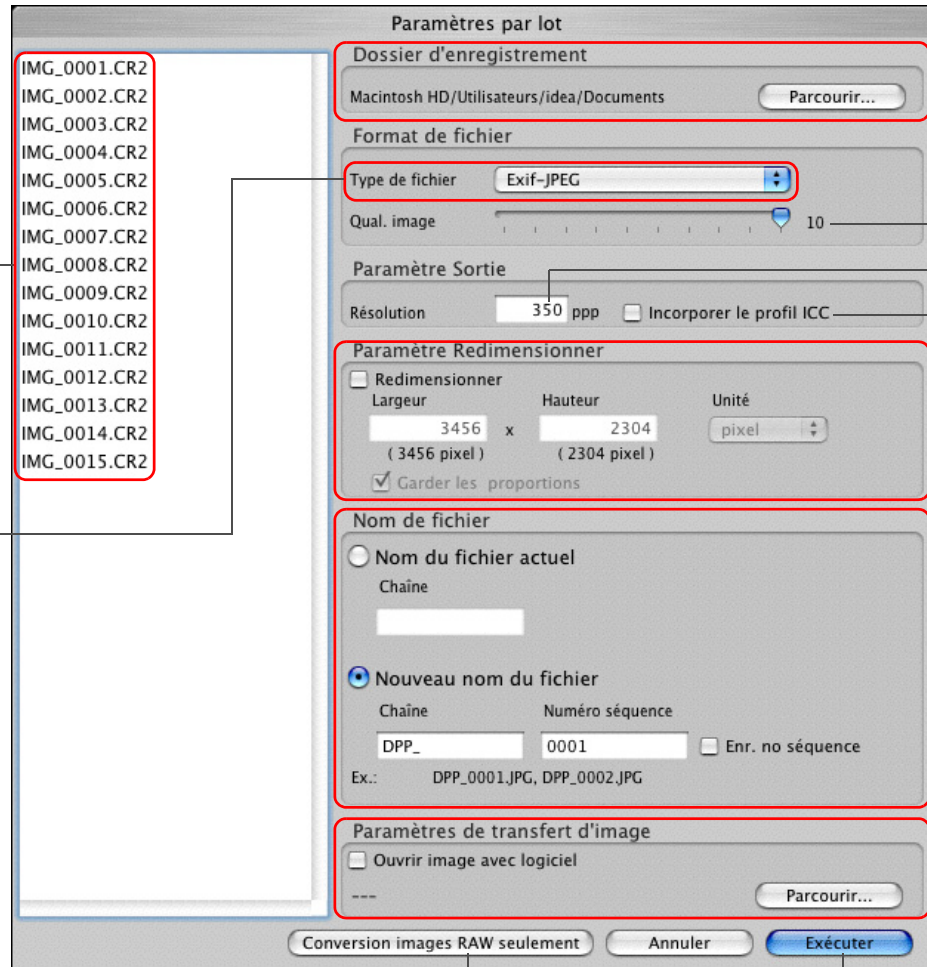 Paramètres par lot
IMG_0001.CR2
IMG_0002.CR2
IMG_0003.CR2
IMG_0004.CR2
IMG_0005.CR2
IMG_0006.CR2
IMG_0007.CR2
IMG_0008.CR2
IMG_0009.CR2
IMG_0010.CR2
IMG_0011.CR2
IMG_0012.CR2
IMG_0013.CR2
IMG_0014.CR2
IMG_0015.CR2
Dossier d'enregistrement
Macintosh HD/Utilisateurs/idea/Documents Parcourir...
Format de fichier
Type de fichier Exif-JPEG
Qual. image 10
Paramètre Sortie
Résolution 350 ppp Incorporer le profil ICC
Paramètre Redimensionner
Redimensionner
Largeur Hauteur Unité
3456 x 2304 pixel
( 3456 pixel ) ( 2304 pixel )
Garder les proportions
Nom de fichier
Nom du fichier actuel
Chaîne
Nouveau nom du fichier
Chaîne Numéro séquence
DPP_ 0001 Enr. no séquence
Ex.: DPP_0001.JPG, DPP_0002.JPG
Paramètres de transfert d'image
Ouvrir image avec logiciel
--- Parcourir...
Conversion images RAW seulement Annuler Exécuter